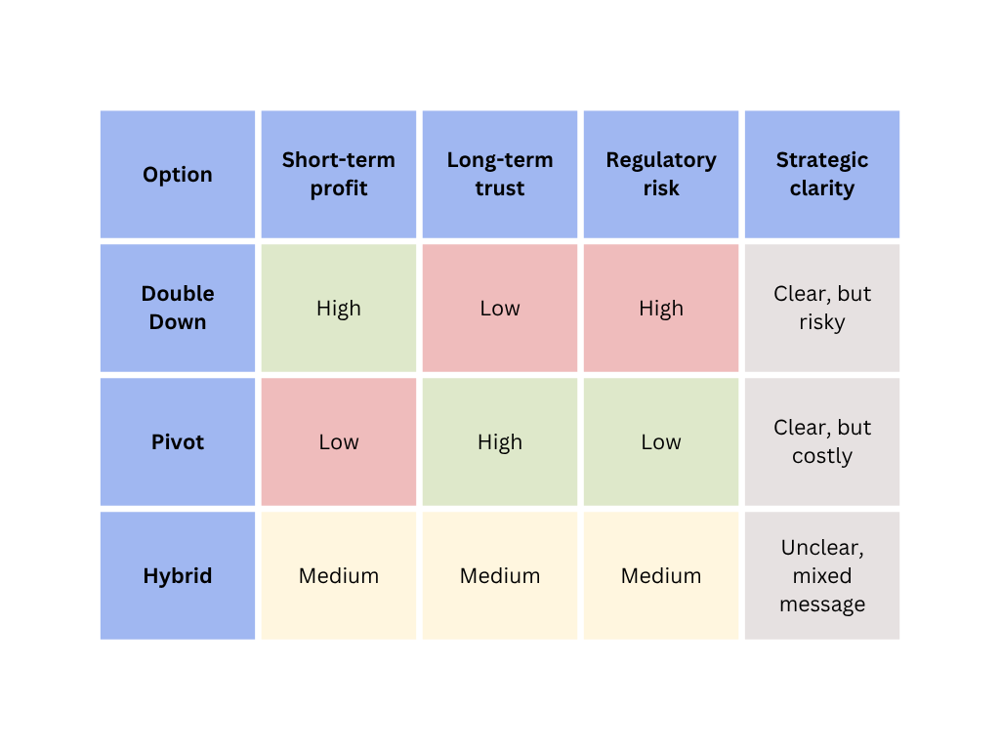 Option
Short-term
profit
Long-term
trust
Regulatory
risk
Strategic
clarity
Double
Down
High
Low
High
Clear, but
risky
Pivot
Low
High
Low
Clear, but
costly
Hybrid
Medium
Medium
Medium
Unclear,
mixed
message